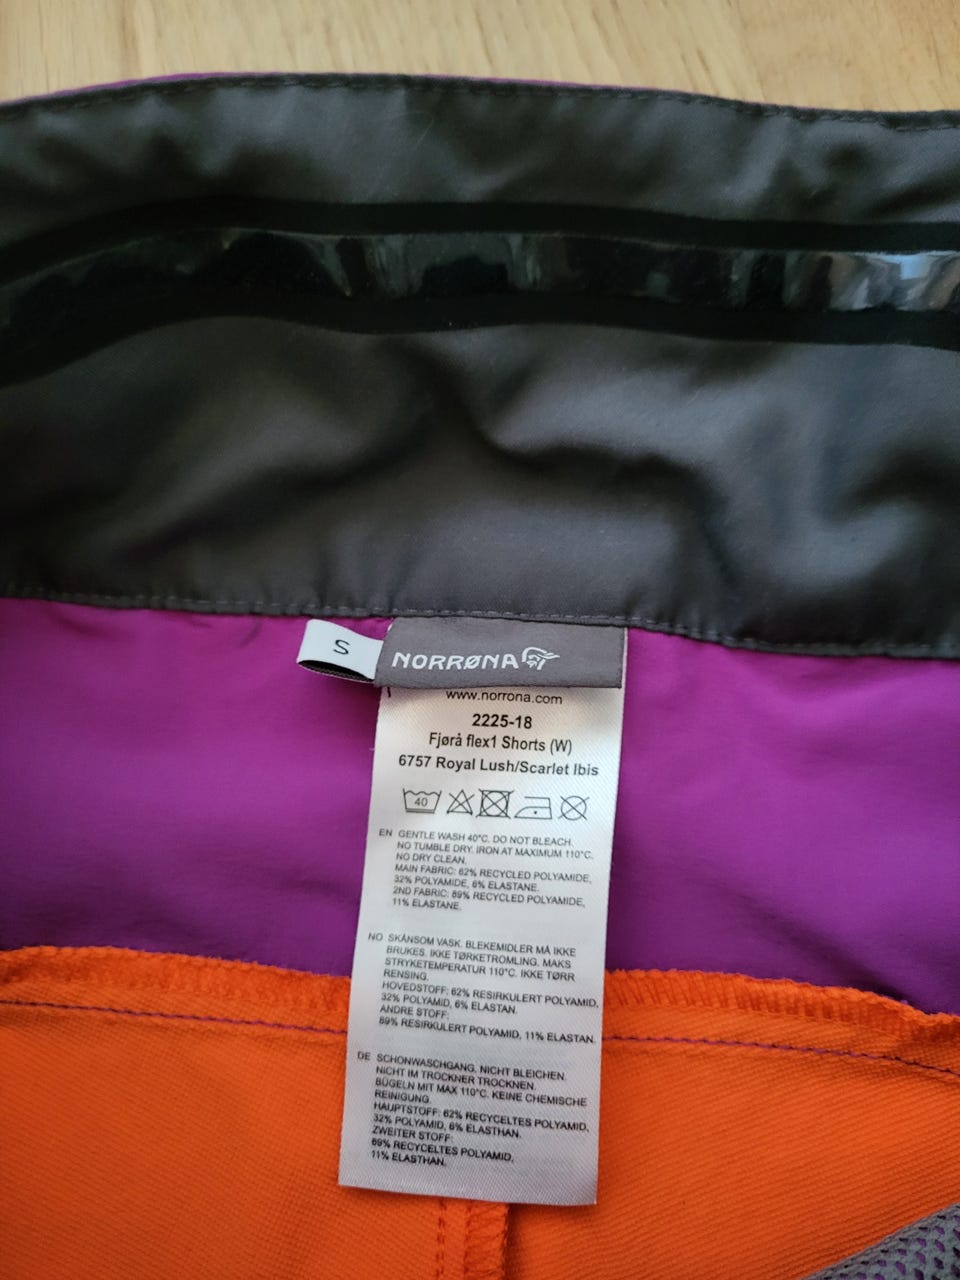 S
NORRØNA
www.norrona.com
2225-18
Fjørå flex1 Shorts (W)
6757 Royal Lush/Scarlet Ibis
40
EN GENTLE WASH 40°C. DO NOT BLEACH.
NO TUMBLE DRY. IRON AT MAXIMUM 110°C.
NO DRY CLEAN.
MAIN FABRIC: 62% RECYCLED POLYAMIDE,
32% POLYAMIDE, 6% ELASTANE.
2ND FABRIC: 89% RECYCLED POLYAMIDE,
11% ELASTANE.
NO SKÅNSOM VASK. BLEKEMIDLER MÅ IKKE
BRUKES. IKKE TØRKETROMLING. MAKS
STRYKETEMPERATUR 110°C. IKKE TØRR
RENSING.
HOVEDSTOFF: 62% RESIRKULERT POLYAMID,
32% POLYAMID, 6% ELASTAN.
ANDRE STOFF:
89% RESIRKULERT POLYAMID, 11% ELASTAN.
DE SCHONWASCHGANG. NICHT BLEICHEN.
NICHT IM TROCKNER TROCKNEN.
BÜGELN MIT MAX 110°C. KEINE CHEMISCHE
REINIGUNG.
HAUPTSTOFF: 62% RECYCELTES POLYAMID,
32% POLYAMID, 6% ELASTHAN.
ZWEITER STOFF:
89% RECYCELTES POLYAMID,
11% ELASTHAN.